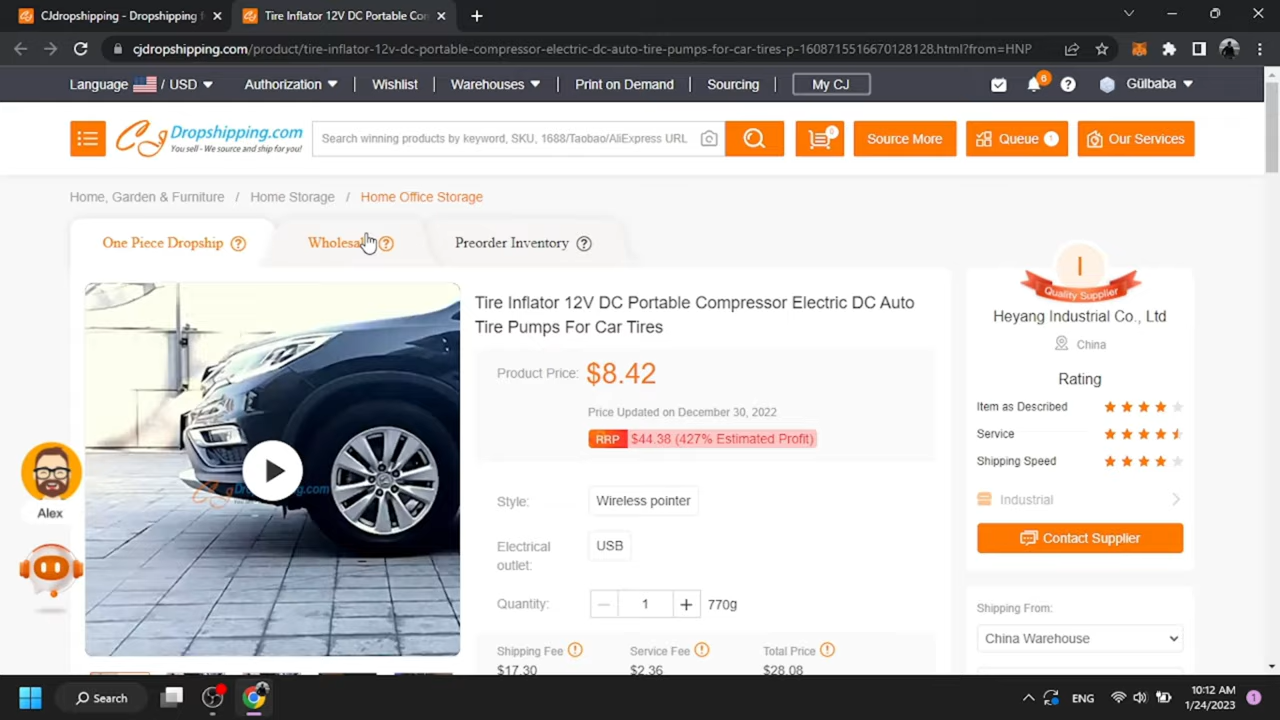 CJdropshipping - Dropshipping f
Tire Inflator 12V DC Portable Con
cjdropshipping.com/product/tire-inflator-12v-dc-portable-compressor-electric-dc-auto-tire-pumps-for-car-tires-p-1608715516670128128.html?from=HNP
Language / USD
Authorization
Wishlist
Warehouses
Print on Demand
Sourcing
My CJ
6
Gülbaba
CJ Dropshipping.com
You sell - We source and ship for you!
Search winning products by keyword, SKU, 1688/Taobao/AliExpress URL
0
Source More
Queue 1
Our Services
Home, Garden & Furniture / Home Storage / Home Office Storage
One Piece Dropship ?
Wholesal ?
Preorder Inventory ?
Tire Inflator 12V DC Portable Compressor Electric DC Auto
Tire Pumps For Car Tires
Product Price: $8.42
Price Updated on December 30, 2022
RRP $44.38 (427% Estimated Profit)
Style: Wireless pointer
Electrical
outlet:
USB
Quantity: − 1 + 770g
Shipping Fee
Service Fee
Total Price
$17.30
$2.36
$28.08
I
Quality Supplier
Heyang Industrial Co., Ltd
China
Rating
Item as Described
Service
Shipping Speed
Industrial
Contact Supplier
Shipping From:
China Warehouse
Alex
Search
ENG
10:12 AM
1/24/2023
1